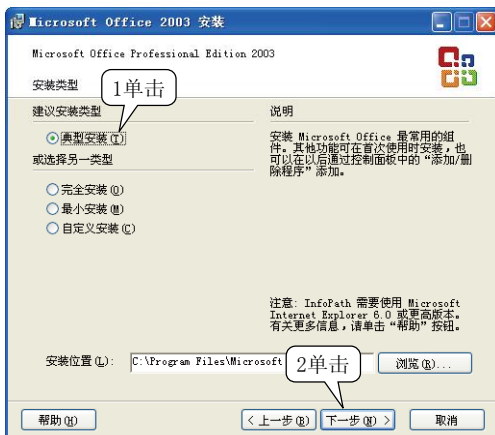 Microsoft Office 2003 安装
Microsoft Office Professional Edition 2003
安装类型
1单击
建议安装类型
典型安装(T)
或选择另一类型
完全安装(O)
最小安装(M)
自定义安装(C)
说明
安装 Microsoft Office 最常用的组
件。其他功能可在首次使用时安装，也
可以在以后通过控制面板中的“添加/删
除程序”添加。
注意: InfoPath 需要使用 Microsoft
Internet Explorer 6.0 或更高版本。
有关更多信息，请单击“帮助”按钮。
安装位置(L): C:\Program Files\Microsoft
2单击
浏览(R)...
帮助(H)
< 上一步(B)
下一步(N) >
取消